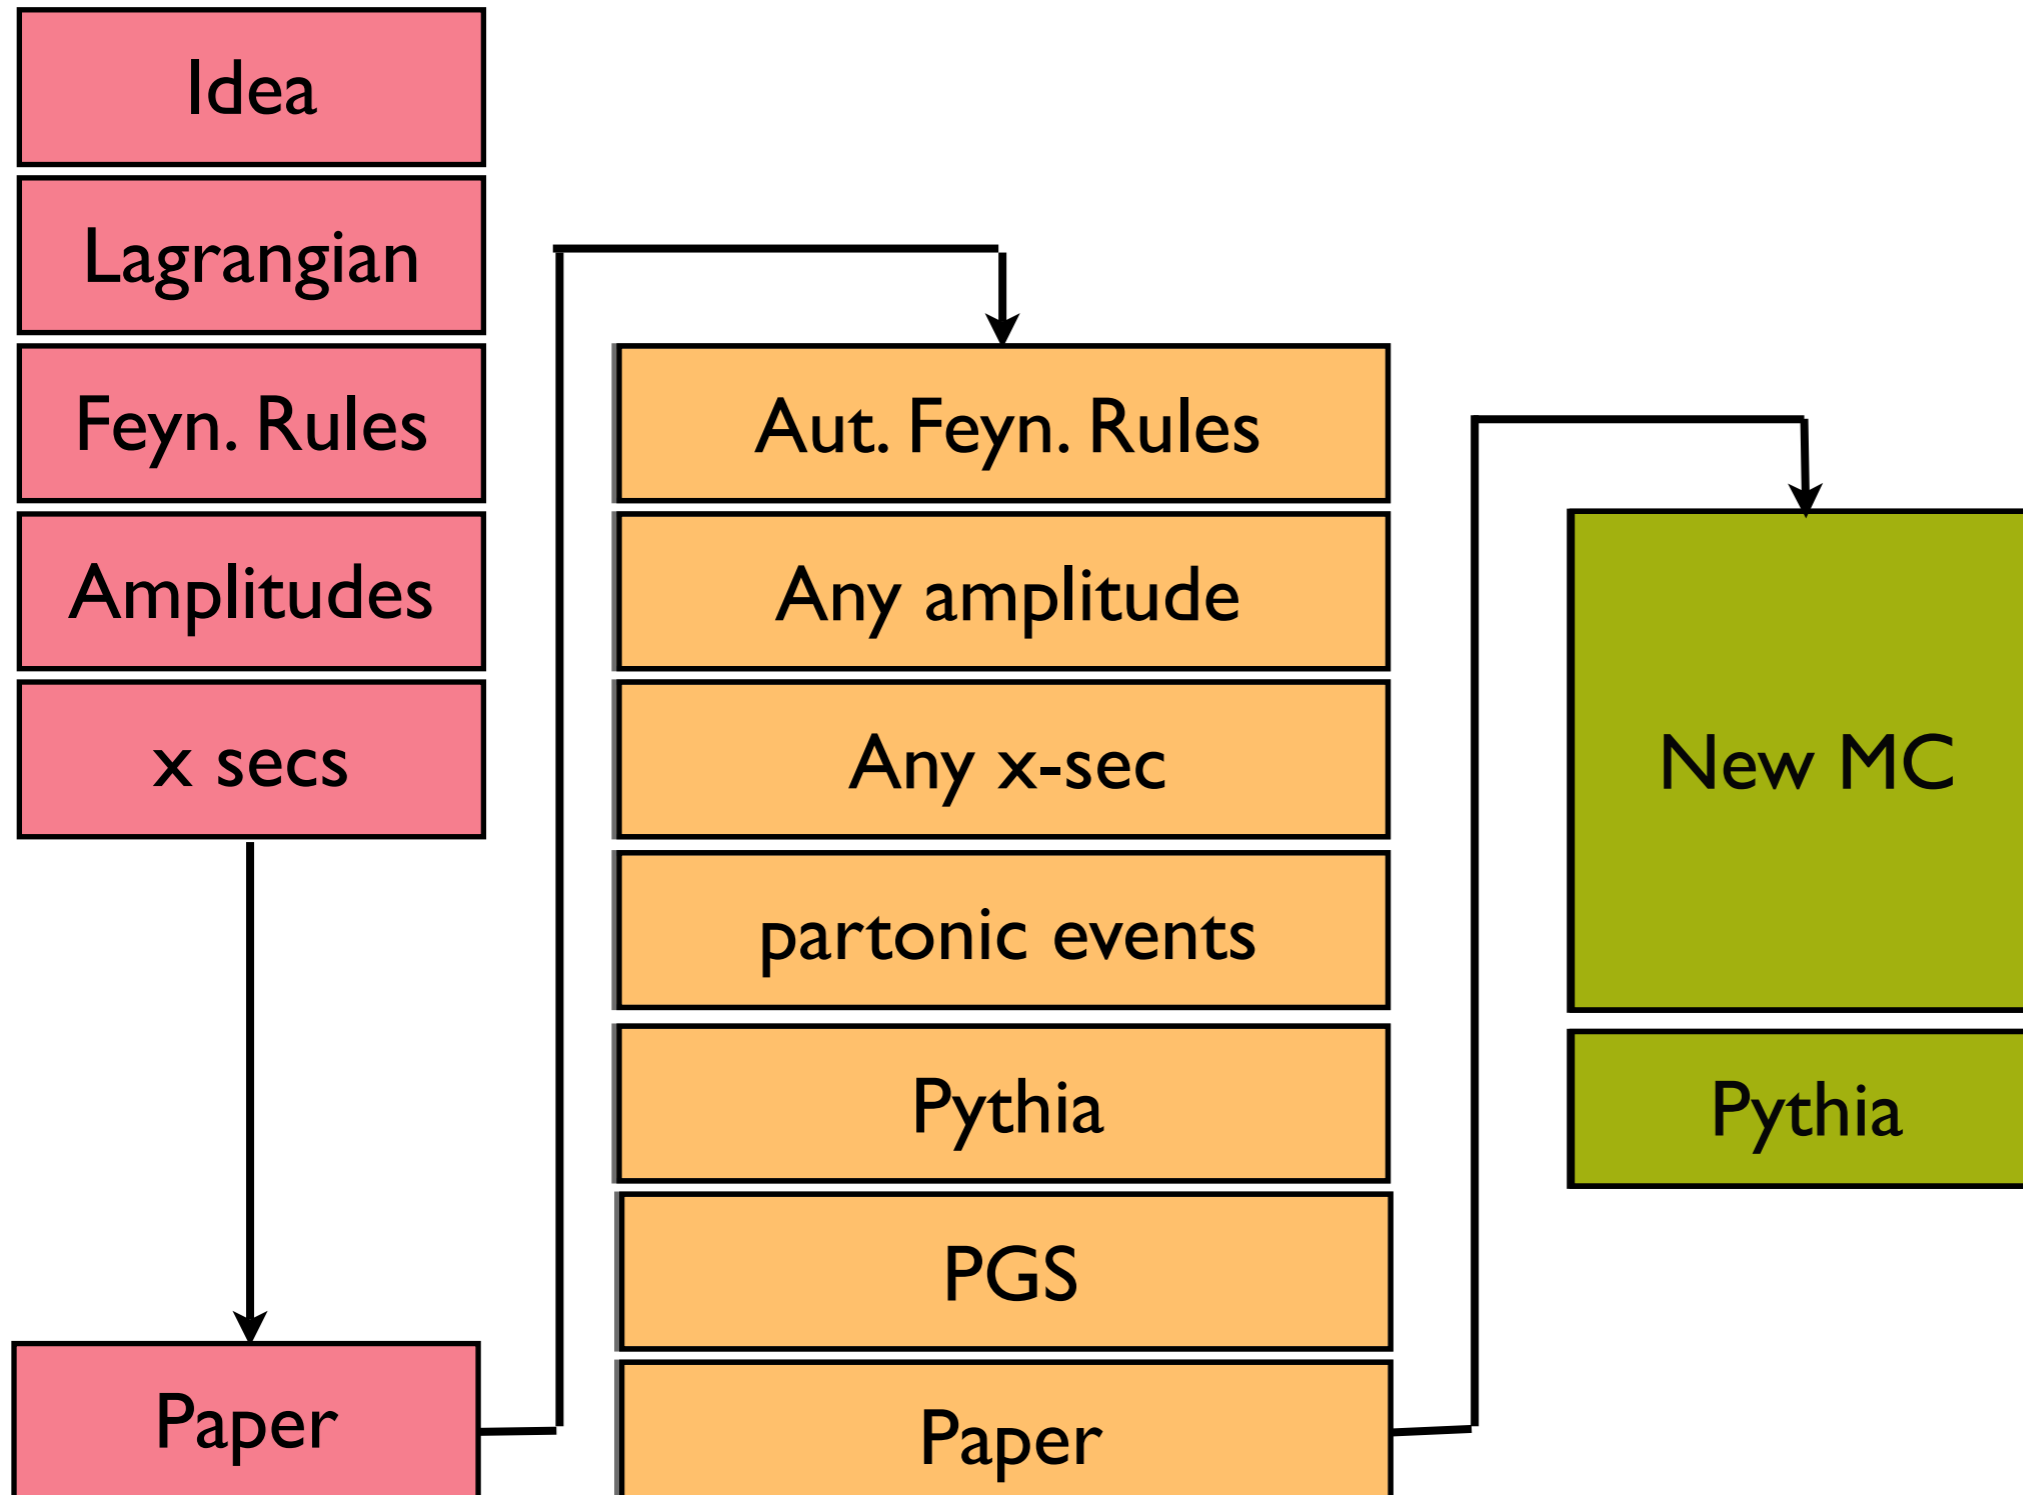 Idea
Lagrangian
Feyn. Rules
Amplitudes
x secs
Paper
Aut. Feyn. Rules
Any amplitude
Any x-sec
partonic events
Pythia
PGS
Paper
New MC
Pythia